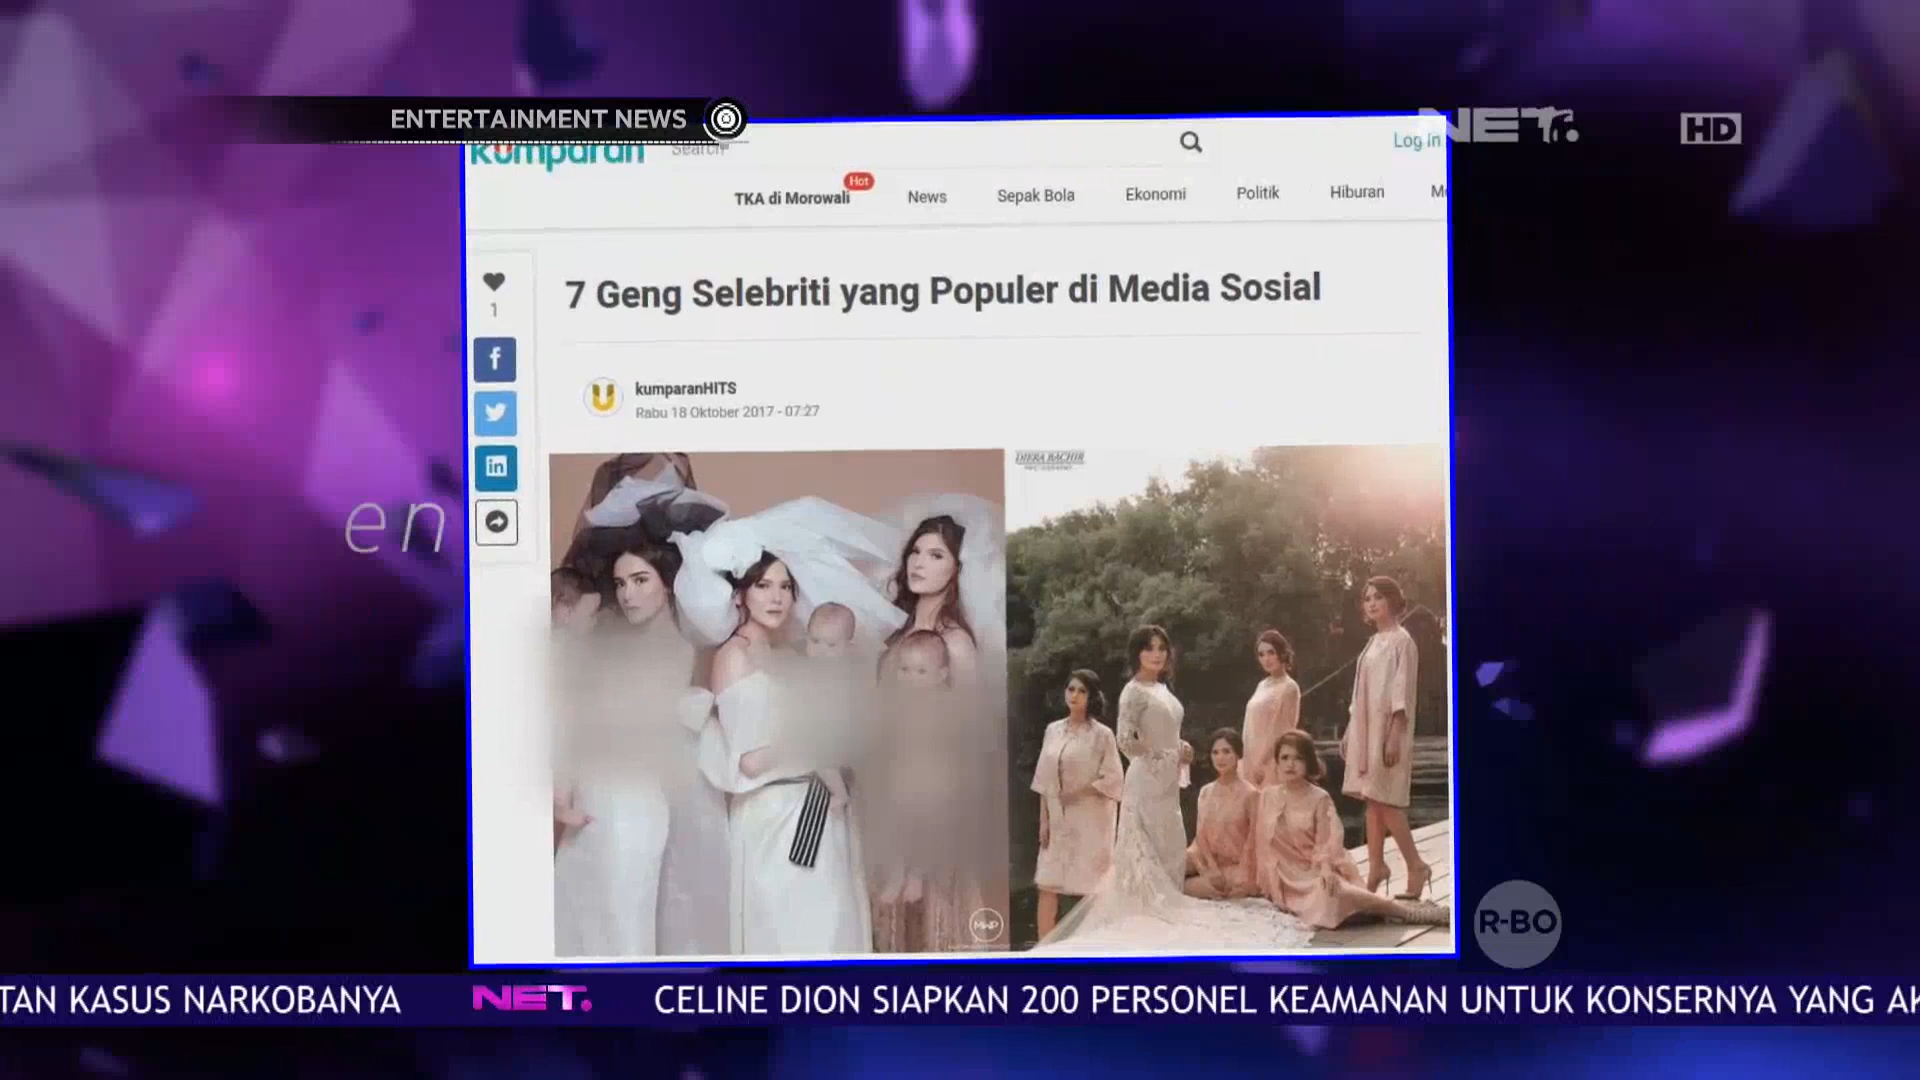 ENTERTAINMENT NEWS
NET.
HD
kumparan
Search
Log in
TKA di Morowali
Hot
News
Sepak Bola
Ekonomi
Politik
Hiburan
7 Geng Selebriti yang Populer di Media Sosial
1
kumparanHITS
Rabu 18 Oktober 2017 - 07:27
DIERA BACHIR
en
R-BO
TAN KASUS NARKOBANYA
NET.
CELINE DION SIAPKAN 200 PERSONEL KEAMANAN UNTUK KONSERNYA YANG AK